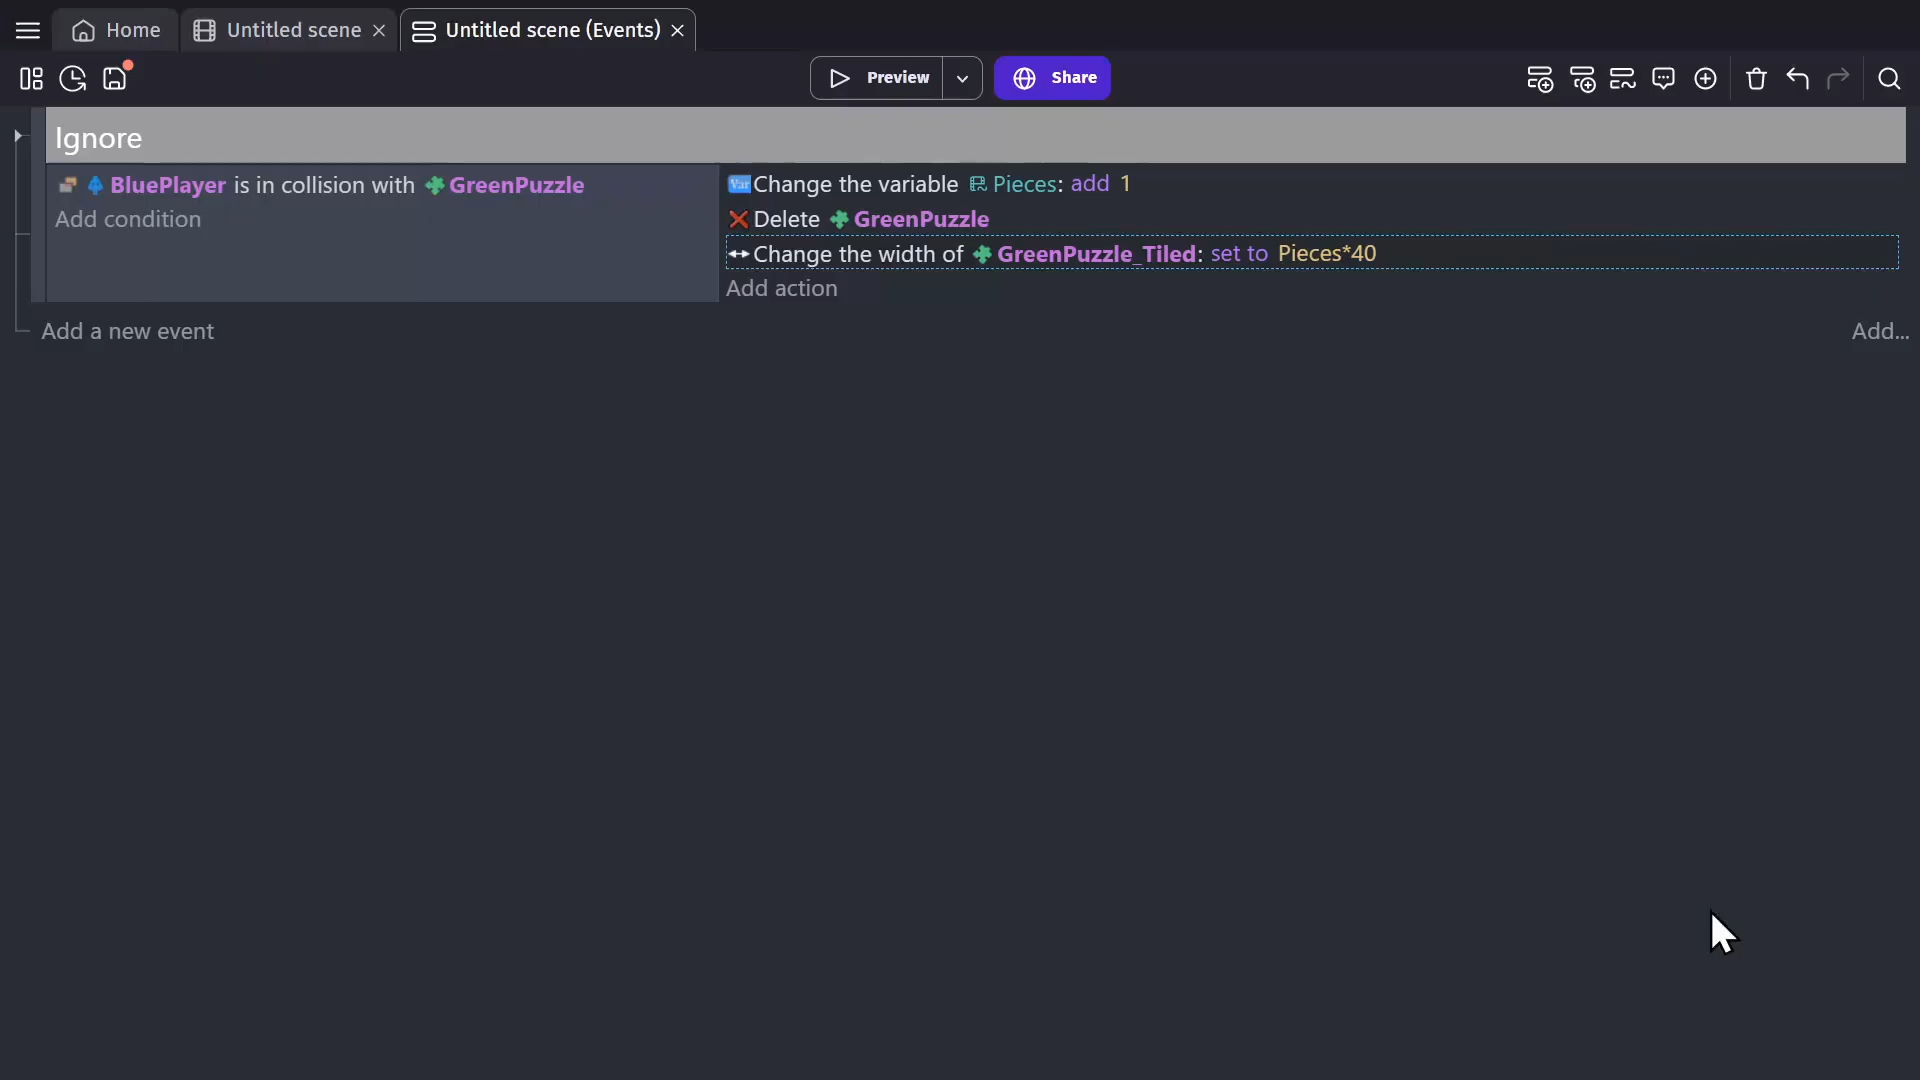 Home
Untitled scene
Untitled scene (Events)
Preview
Share
Ignore
BluePlayer is in collision with GreenPuzzle
Add condition
Var Change the variable Pieces: add 1
Delete GreenPuzzle
Change the width of GreenPuzzle_Tiled: set to Pieces*40
Add action
Add a new event
Add...